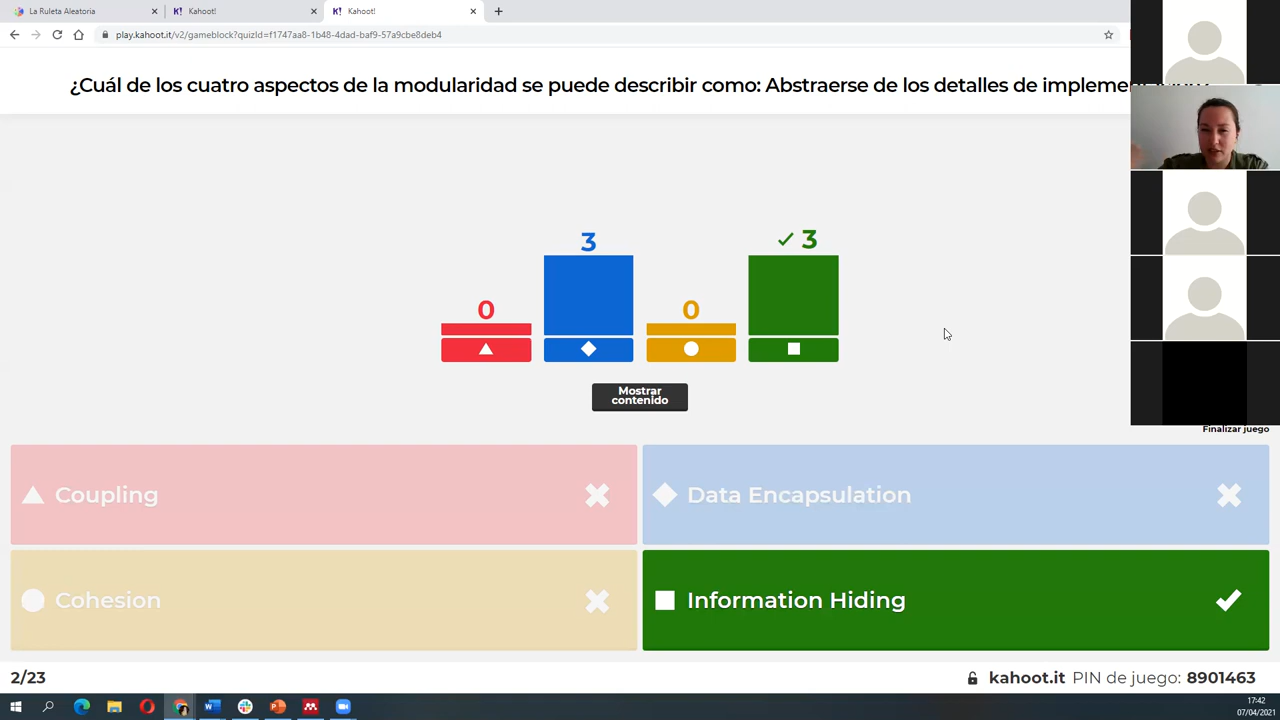 La Ruleta Aleatoria
Kahoot!
Kahoot!
play.kahoot.it/v2/gameblock?quizId=f1747aa8-1b48-4dad-baf9-57a9cbe8deb4
¿Cuál de los cuatro aspectos de la modularidad se puede describir como: Abstraerse de los detalles de
0
3
0
3
Mostrar
contenido
Finalizar juego
Coupling
Data Encapsulation
Cohesion
Information Hiding
2/23
kahoot.it PIN de juego: 8901463
17:42
07/04/2021